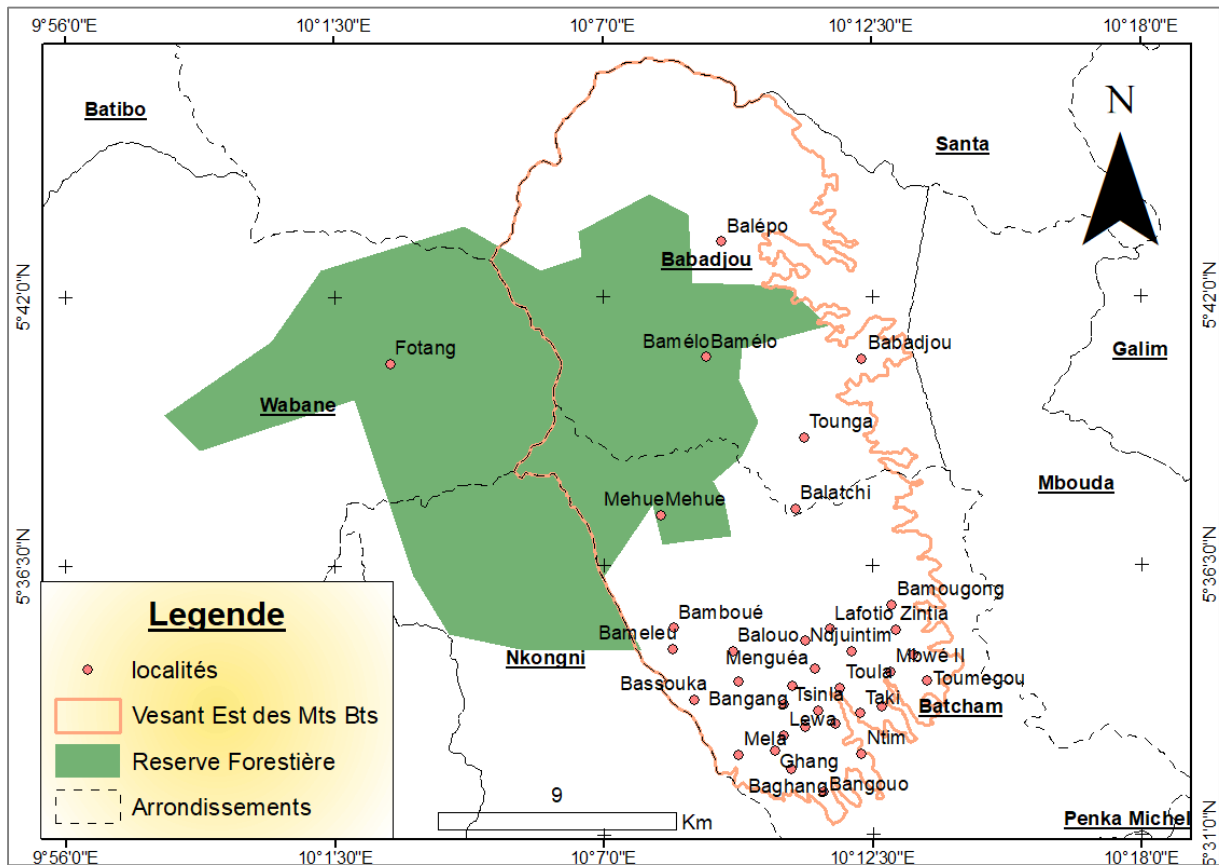 9°56'0"E 10°11'30"E 10°7'0"E 10°12'30"E 10°18'0"E
Batibo
N
Santa
Balépo
Babadjou
5°42'0"N 5°42'0"N
Fotang
BaméloBamélo
Babadjou
Galim
Wabane
Tounga
Mbouda
Balatchi
MehueMehue
5°36'30"N 5°36'30"N
Legende
localités
Vesant Est des Mts Bts
Reserve Forestière
Arrondissements
Bamougong
Bamboué
Lafotio Zintia
Bameleu
Balouo Ndjuintim
Nkongni
Menguéa
Mbwé II
Toula
Toumegou
Bassouka
Bangang
Tsinla
Taki
Batcham
Lewa
Mela
Ntim
Ghang
Baghang
Bangouo
9
Km
Penka Michel
5°31'0"N
9°56'0"E 10°11'30"E 10°7'0"E 10°12'30"E 10°18'0"E